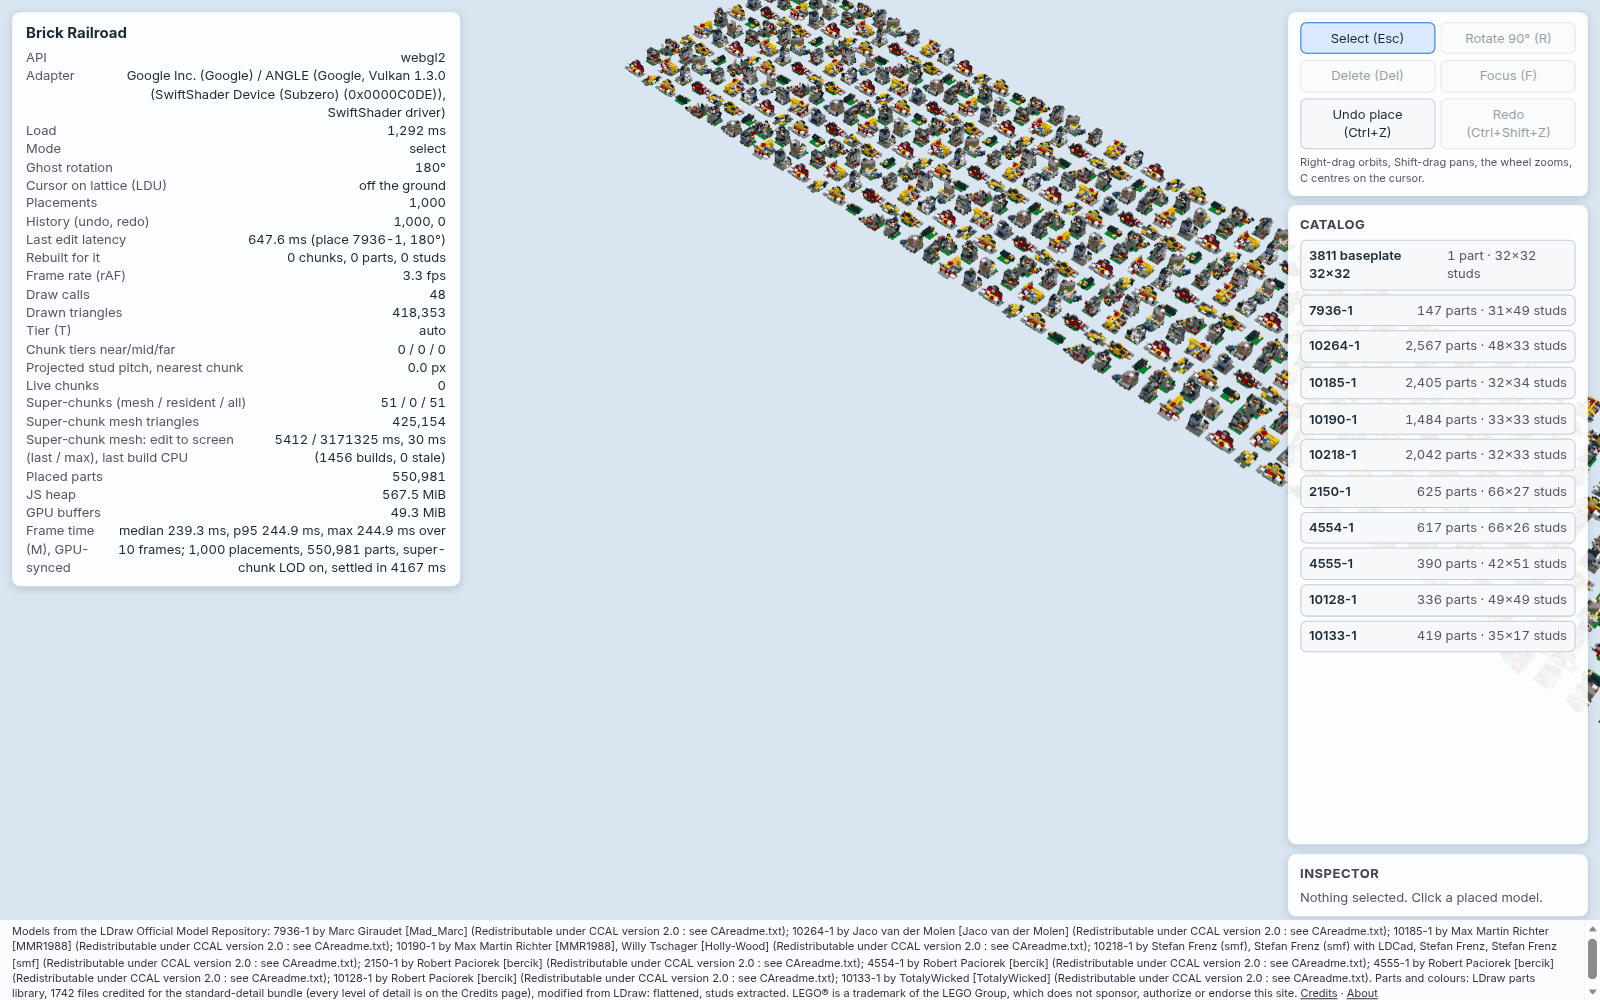 Brick Railroad
API webgl2
Adapter Google Inc. (Google) / ANGLE (Google, Vulkan 1.3.0
(SwiftShader Device (Subzero) (0x0000C0DE)),
SwiftShader driver)
Load 1,292 ms
Mode select
Ghost rotation 180°
Cursor on lattice (LDU) off the ground
Placements 1,000
History (undo, redo) 1,000, 0
Last edit latency 647.6 ms (place 7936-1, 180°)
Rebuilt for it 0 chunks, 0 parts, 0 studs
Frame rate (rAF) 3.3 fps
Draw calls 48
Drawn triangles 418,353
Tier (T) auto
Chunk tiers near/mid/far 0 / 0 / 0
Projected stud pitch, nearest chunk 0.0 px
Live chunks 0
Super-chunks (mesh / resident / all) 51 / 0 / 51
Super-chunk mesh triangles 425,154
Super-chunk mesh: edit to screen 5412 / 3171325 ms, 30 ms
(last / max), last build CPU (1456 builds, 0 stale)
Placed parts 550,981
JS heap 567.5 MiB
GPU buffers 49.3 MiB
Frame time median 239.3 ms, p95 244.9 ms, max 244.9 ms over
(M), GPU- 10 frames; 1,000 placements, 550,981 parts, super-
synced chunk LOD on, settled in 4167 ms
Select (Esc) Rotate 90° (R)
Delete (Del) Focus (F)
Undo place Redo
(Ctrl+Z) (Ctrl+Shift+Z)
Right-drag orbits, Shift-drag pans, the wheel zooms,
C centres on the cursor.
CATALOG
3811 baseplate 1 part · 32×32
32×32 studs
7936-1 147 parts · 31×49 studs
10264-1 2,567 parts · 48×33 studs
10185-1 2,405 parts · 32×34 studs
10190-1 1,484 parts · 33×33 studs
10218-1 2,042 parts · 32×33 studs
2150-1 625 parts · 66×27 studs
4554-1 617 parts · 66×26 studs
4555-1 390 parts · 42×51 studs
10128-1 336 parts · 49×49 studs
10133-1 419 parts · 35×17 studs
INSPECTOR
Nothing selected. Click a placed model.
Models from the LDraw Official Model Repository: 7936-1 by Marc Giraudet [Mad_Marc] (Redistributable under CCAL version 2.0 : see CAreadme.txt); 10264-1 by Jaco van der Molen [Jaco van der Molen] (Redistributable under CCAL version 2.0 : see CAreadme.txt); 10185-1 by Max Martin Richter
[MMR1988] (Redistributable under CCAL version 2.0 : see CAreadme.txt); 10190-1 by Max Martin Richter [MMR1988], Willy Tschager [Holly-Wood] (Redistributable under CCAL version 2.0 : see CAreadme.txt); 10218-1 by Stefan Frenz (smf), Stefan Frenz (smf) with LDCad, Stefan Frenz, Stefan Frenz
[smf] (Redistributable under CCAL version 2.0 : see CAreadme.txt); 2150-1 by Robert Paciorek [bercik] (Redistributable under CCAL version 2.0 : see CAreadme.txt); 4554-1 by Robert Paciorek [bercik] (Redistributable under CCAL version 2.0 : see CAreadme.txt); 4555-1 by Robert Paciorek [bercik]
(Redistributable under CCAL version 2.0 : see CAreadme.txt); 10128-1 by Robert Paciorek [bercik] (Redistributable under CCAL version 2.0 : see CAreadme.txt); 10133-1 by TotalyWicked [TotalyWicked] (Redistributable under CCAL version 2.0 : see CAreadme.txt). Parts and colours: LDraw parts
library, 1742 files credited for the standard-detail bundle (every level of detail is on the Credits page), modified from LDraw: flattened, studs extracted. LEGO® is a trademark of the LEGO Group, which does not sponsor, authorize or endorse this site. Credits · About